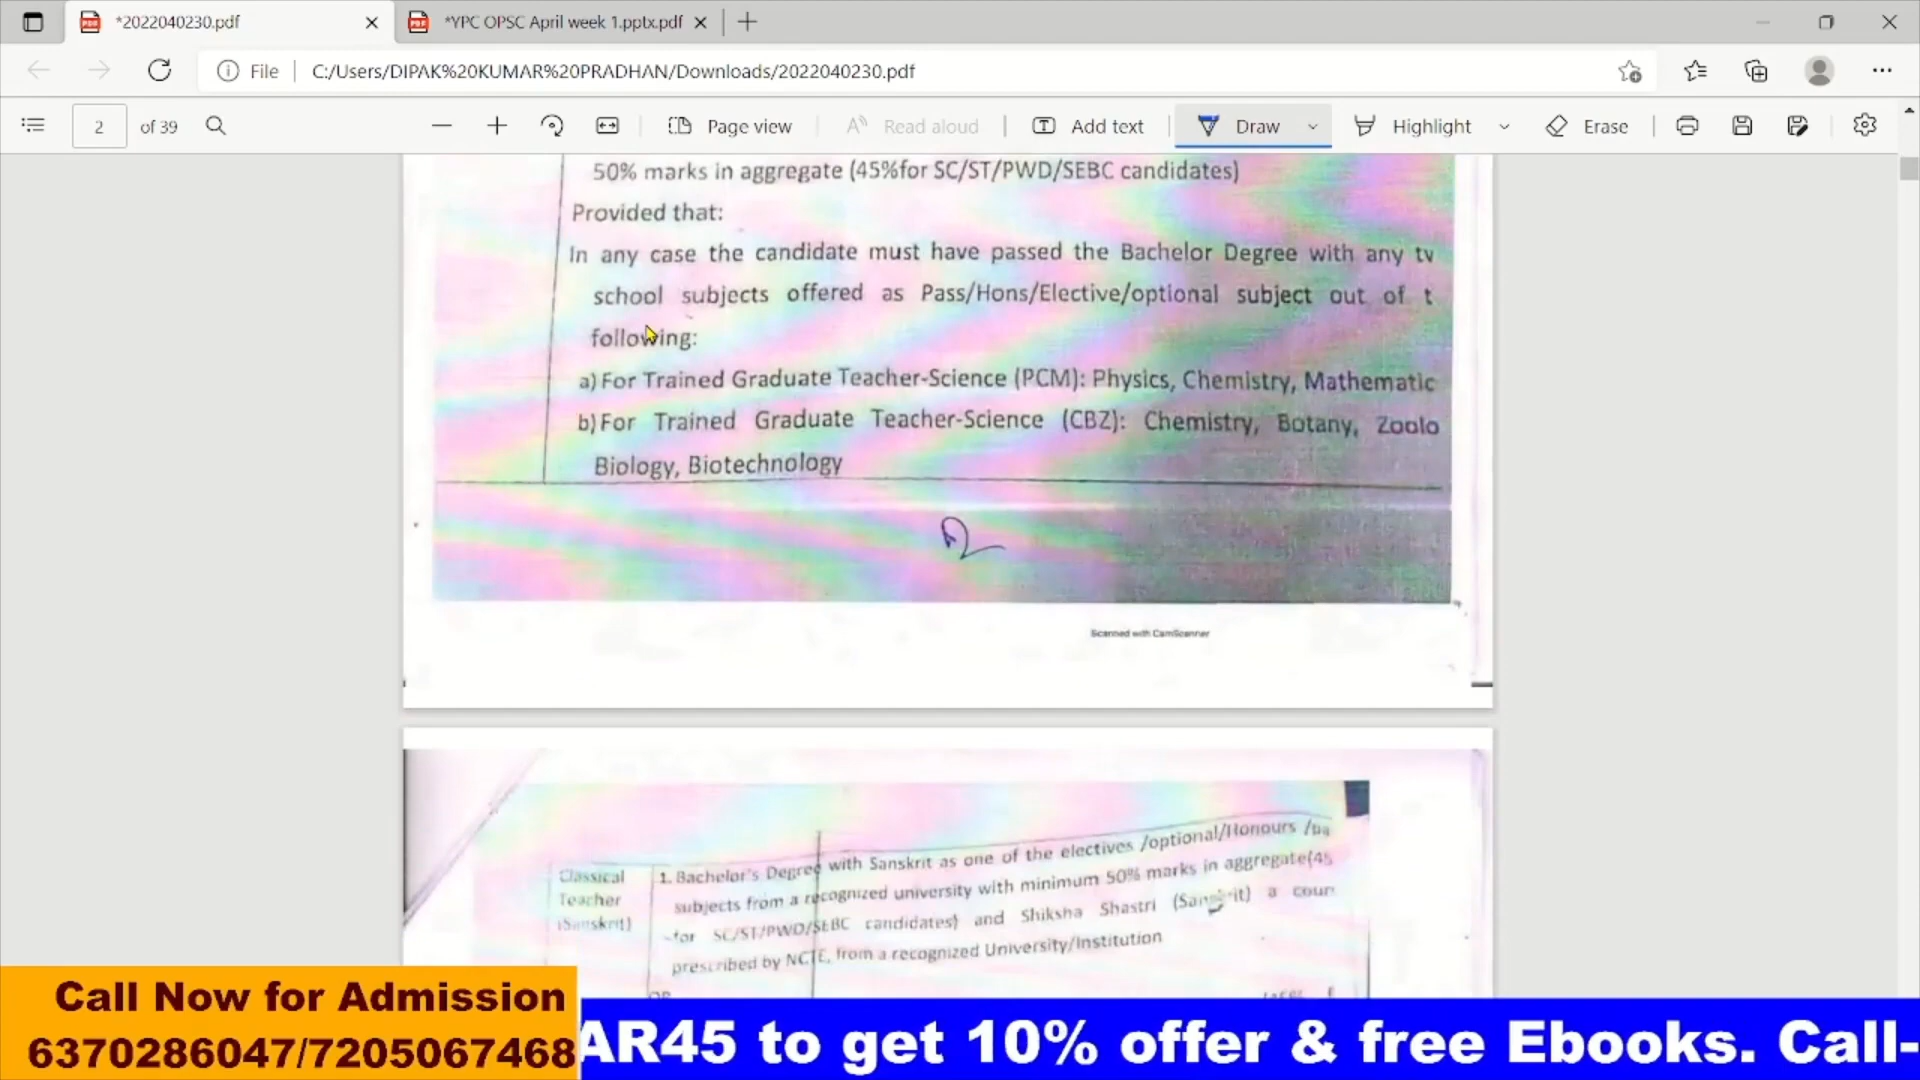 *2022040230.pdf
*YPC OPSC April week 1.pptx.pdf
File
C:/Users/DIPAK%20KUMAR%20PRADHAN/Downloads/2022040230.pdf
2 of 39
Page view
Read aloud
Add text
Draw
Highlight
Erase
50% marks in aggregate (45%for SC/ST/PWD/SEBC candidates)
Provided that:
In any case the candidate must have passed the Bachelor Degree with any tw
school subjects offered as Pass/Hons/Elective/optional subject out of t
following:
a) For Trained Graduate Teacher-Science (PCM): Physics, Chemistry, Mathematic
b) For Trained Graduate Teacher-Science (CBZ): Chemistry, Botany, Zoolo
Biology, Biotechnology
Scanned with CamScanner
Classical
Teacher
(Sanskrit)
1. Bachelor's Degree with Sanskrit as one of the electives /optional/Honours /pa
subjects from a recognized university with minimum 50% marks in aggregate(45
for SC/ST/PWD/SEBC candidates) and Shiksha Shastri (Sanskrit) a cour
prescribed by NCTE, from a recognized University/Institution
OR
Call Now for Admission
6370286047/7205067468
AR45 to get 10% offer & free Ebooks. Call-